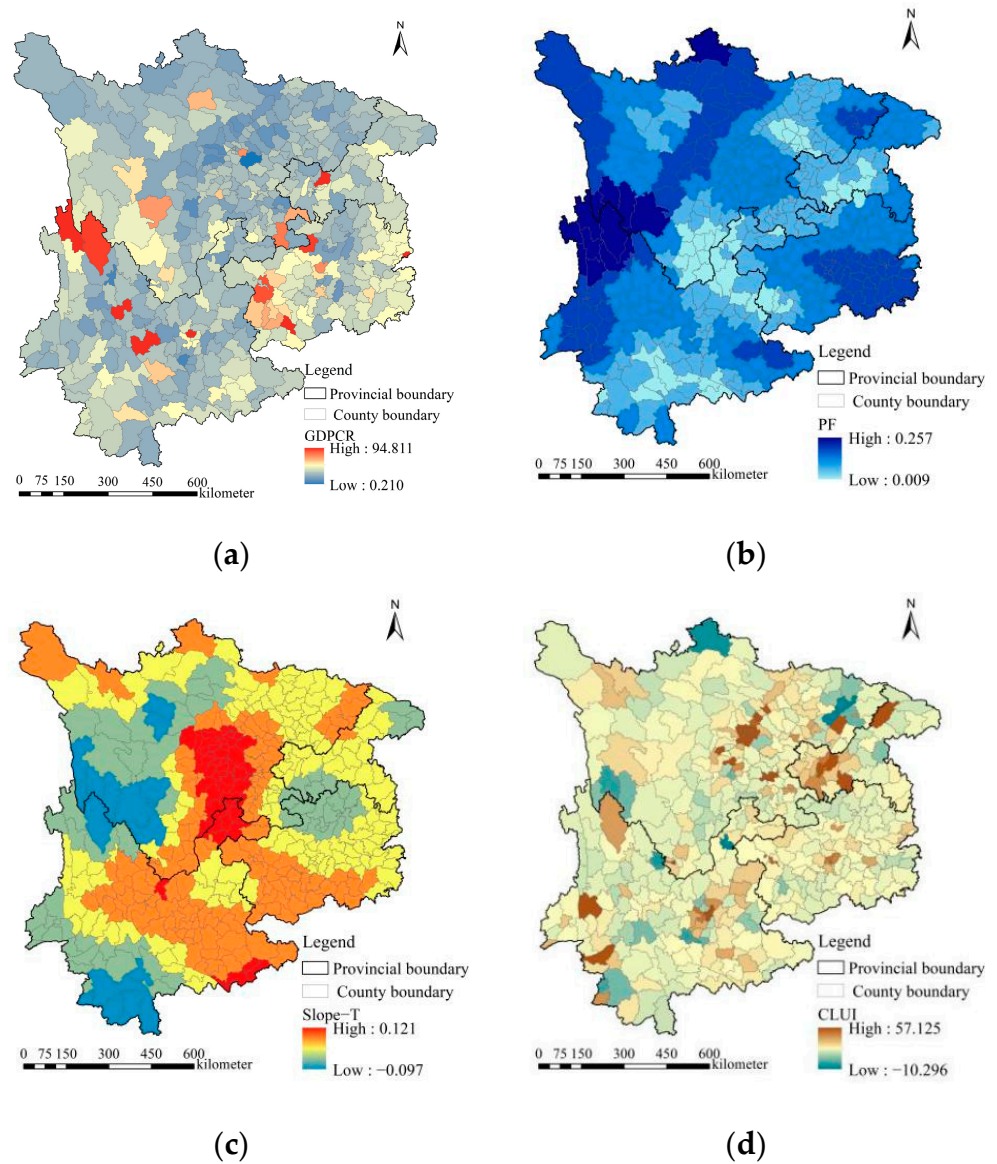 N
Legend
Provincial boundary
County boundary
GDPCR
High : 94.811
Low : 0.210
0 75 150 300 450 600
kilometer
(a)
N
Legend
Provincial boundary
County boundary
PF
High : 0.257
Low : 0.009
0 75 150 300 450 600
kilometer
(b)
N
Legend
Provincial boundary
County boundary
Slope−T
High : 0.121
Low : −0.097
0 75 150 300 450 600
kilometer
(c)
N
Legend
Provincial boundary
County boundary
CLUI
High : 57.125
Low : −10.296
0 75 150 300 450 600
kilometer
(d)